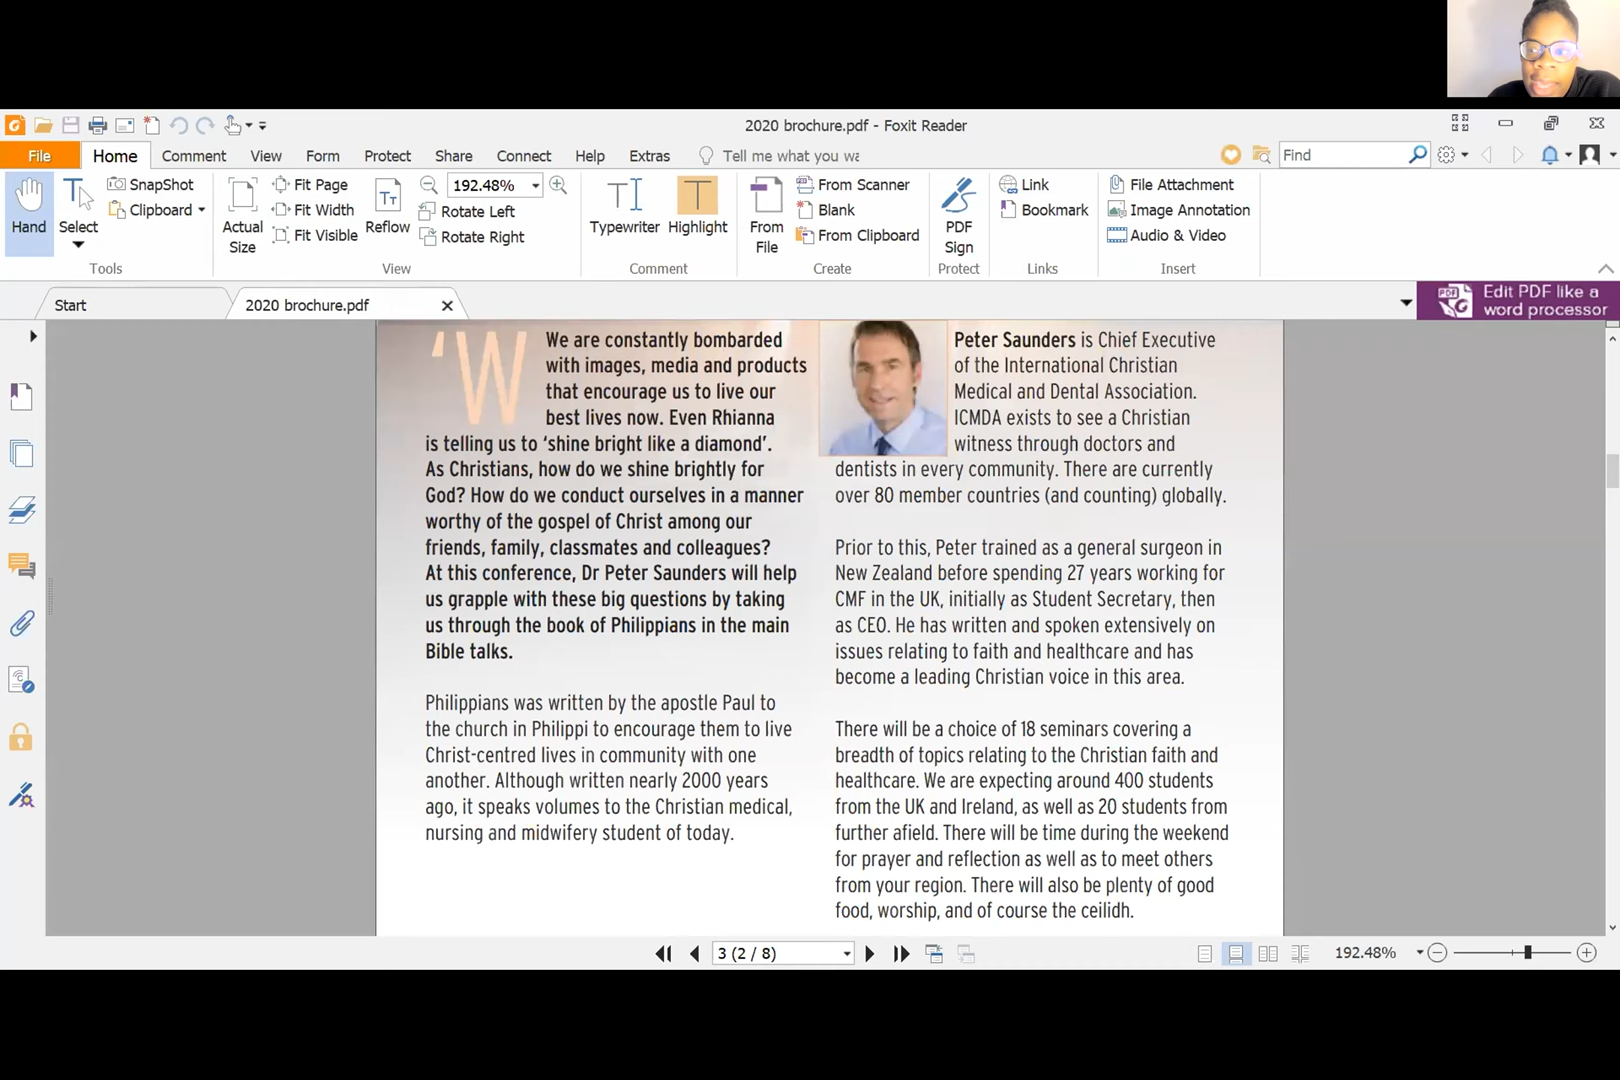 2020 brochure.pdf - Foxit Reader
File
Home
Comment
View
Form
Protect
Share
Connect
Help
Extras
Tell me what you wa
Find
Hand
Select
SnapShot
Clipboard
Tools
Actual
Size
Fit Page
Fit Width
Fit Visible
Reflow
192.48%
Rotate Left
Rotate Right
View
Typewriter
Highlight
Comment
From
File
From Scanner
Blank
From Clipboard
Create
PDF
Sign
Protect
Link
Bookmark
Links
File Attachment
Image Annotation
Audio & Video
Insert
Start
2020 brochure.pdf
Edit PDF like a
word processor
‘W
We are constantly bombarded
with images, media and products
that encourage us to live our
best lives now. Even Rhianna
is telling us to ‘shine bright like a diamond’.
As Christians, how do we shine brightly for
God? How do we conduct ourselves in a manner
worthy of the gospel of Christ among our
friends, family, classmates and colleagues?
At this conference, Dr Peter Saunders will help
us grapple with these big questions by taking
us through the book of Philippians in the main
Bible talks.
Philippians was written by the apostle Paul to
the church in Philippi to encourage them to live
Christ-centred lives in community with one
another. Although written nearly 2000 years
ago, it speaks volumes to the Christian medical,
nursing and midwifery student of today.
Peter Saunders is Chief Executive
of the International Christian
Medical and Dental Association.
ICMDA exists to see a Christian
witness through doctors and
dentists in every community. There are currently
over 80 member countries (and counting) globally.
Prior to this, Peter trained as a general surgeon in
New Zealand before spending 27 years working for
CMF in the UK, initially as Student Secretary, then
as CEO. He has written and spoken extensively on
issues relating to faith and healthcare and has
become a leading Christian voice in this area.
There will be a choice of 18 seminars covering a
breadth of topics relating to the Christian faith and
healthcare. We are expecting around 400 students
from the UK and Ireland, as well as 20 students from
further afield. There will be time during the weekend
for prayer and reflection as well as to meet others
from your region. There will also be plenty of good
food, worship, and of course the ceilidh.
3 (2 / 8)
192.48%